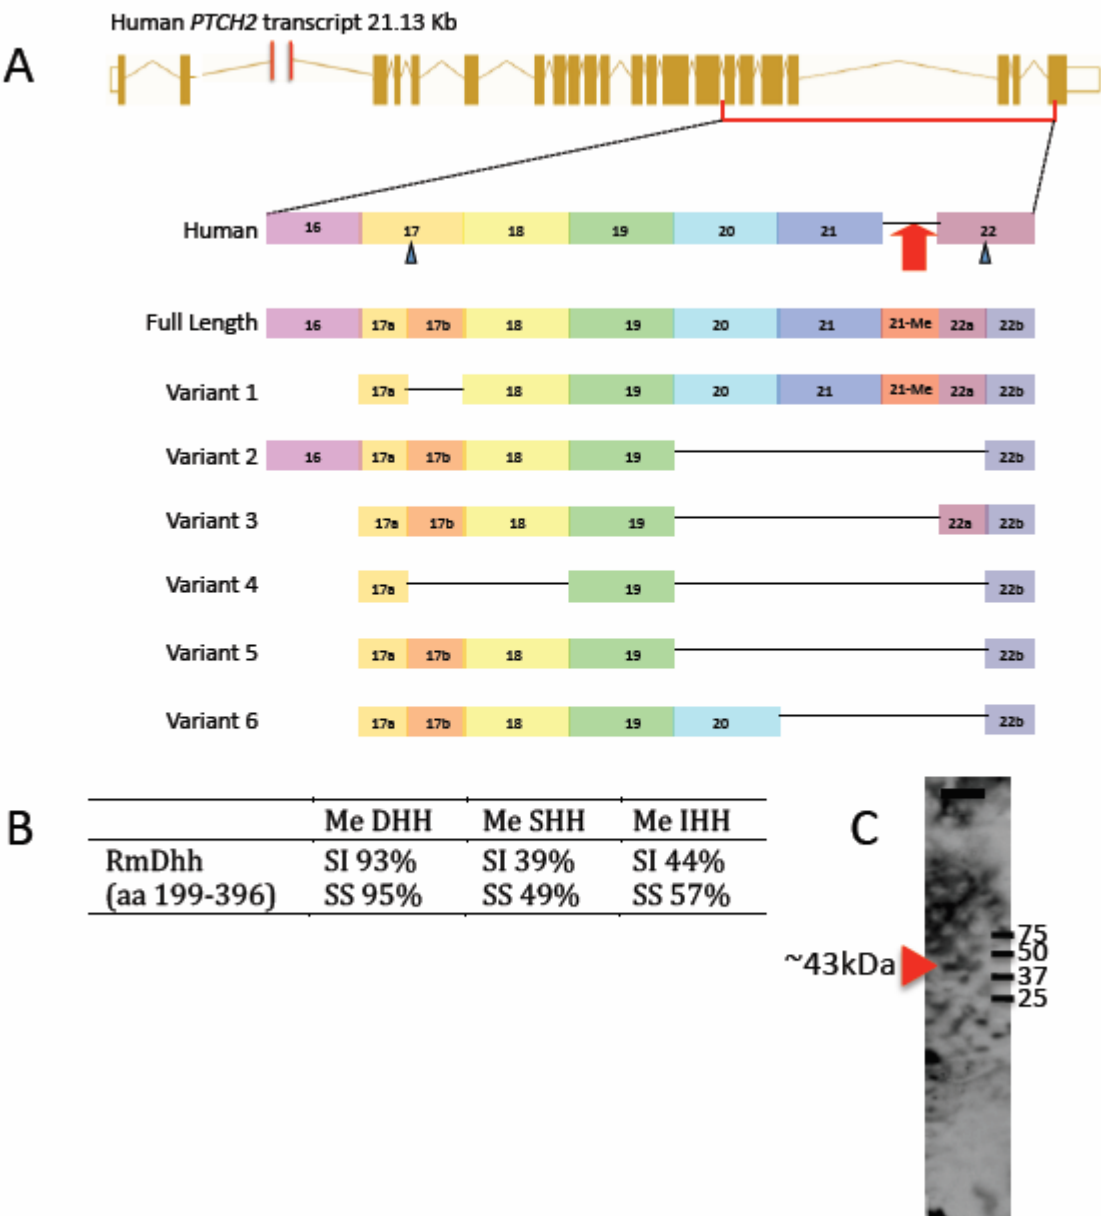 Human PTCH2 transcript 21.13 Kb
A
Human 16 17 18 19 20 21 22
Full Length 16 17a 17b 18 19 20 21 21-Me 22a 22b
Variant 1 17a 18 19 20 21 21-Me 22a 22b
Variant 2 16 17a 17b 18 19 22b
Variant 3 17a 17b 18 19 22a 22b
Variant 4 17a 19 22b
Variant 5 17a 17b 18 19 22b
Variant 6 17a 17b 18 19 20 22b
B
Me DHH Me SHH Me IHH
RmDhh SI 93% SI 39% SI 44%
(aa 199-396) SS 95% SS 49% SS 57%
C
75
50
~43kDa
37
25